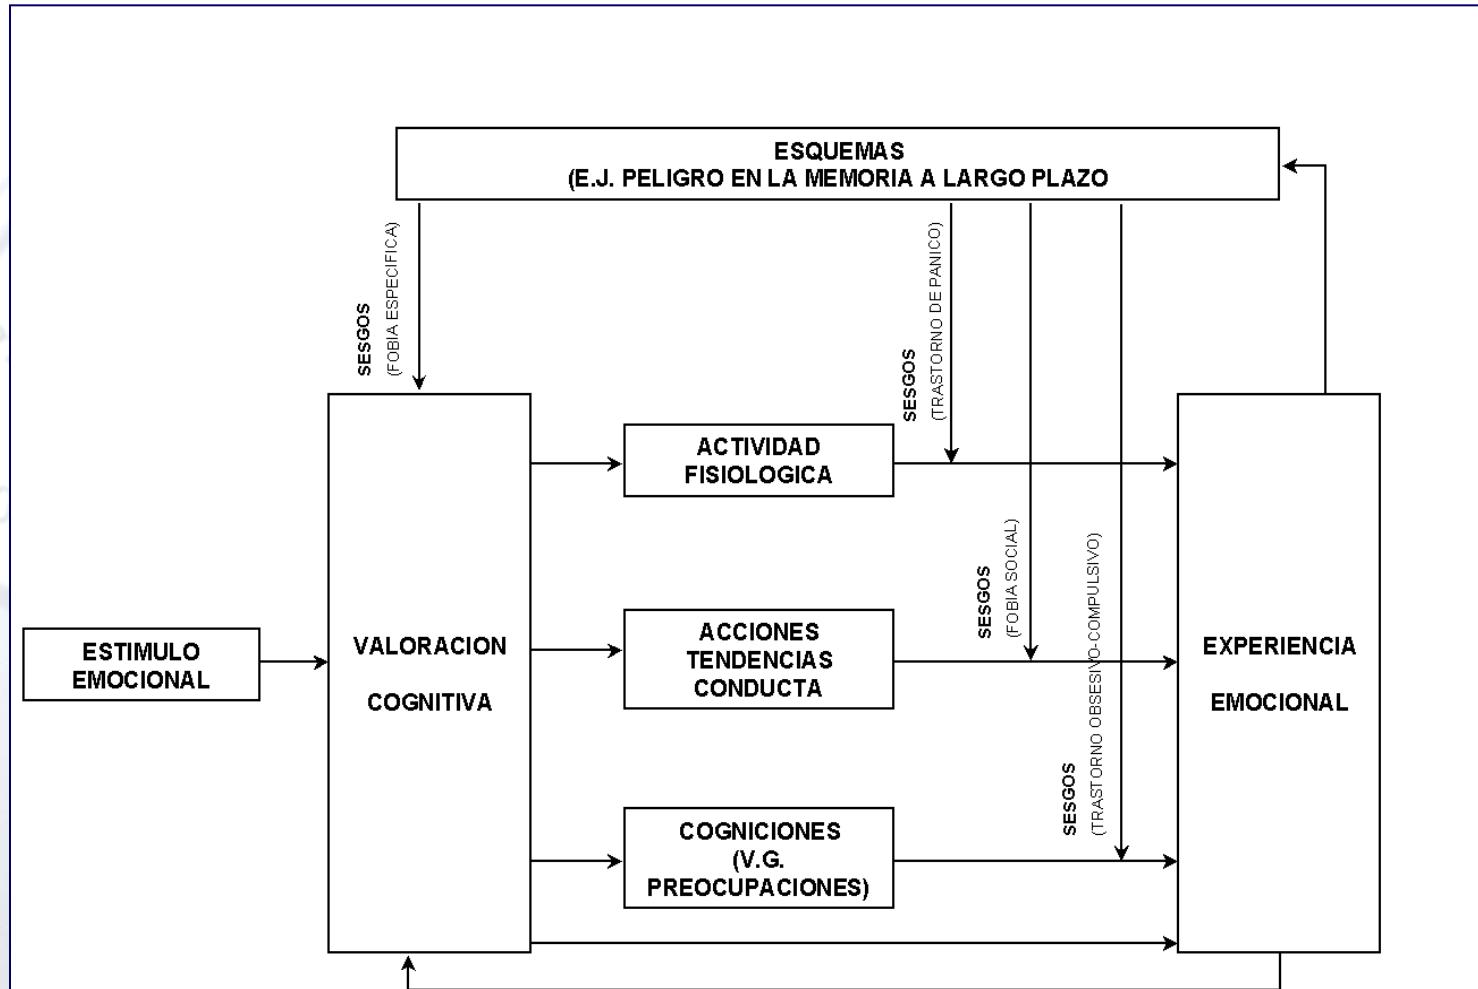 ESQUEMAS
(E.J. PELIGRO EN LA MEMORIA A LARGO PLAZO
SESGOS
(FOBIA ESPECIFICA)
SESGOS
(TRASTORNO DE PANICO)
SESGOS
(FOBIA SOCIAL)
SESGOS
(TRASTORNO OBSESIVO-COMPULSIVO)
ESTIMULO
EMOCIONAL
VALORACION
COGNITIVA
ACTIVIDAD
FISIOLOGICA
ACCIONES
TENDENCIAS
CONDUCTA
COGNICIONES
(V.G.
PREOCUPACIONES)
EXPERIENCIA
EMOCIONAL